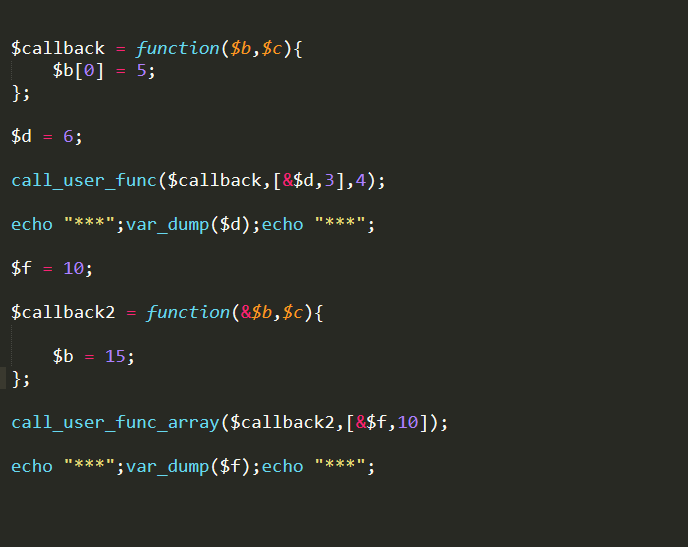 $callback = function($b,$c){
    $b[0] = 5;
};
$d = 6;
call_user_func($callback,[&$d,3],4);
echo "***";var_dump($d);echo "***";
$f = 10;
$callback2 = function(&$b,$c){
    $b = 15;
};
call_user_func_array($callback2,[&$f,10]);
echo "***";var_dump($f);echo "***";